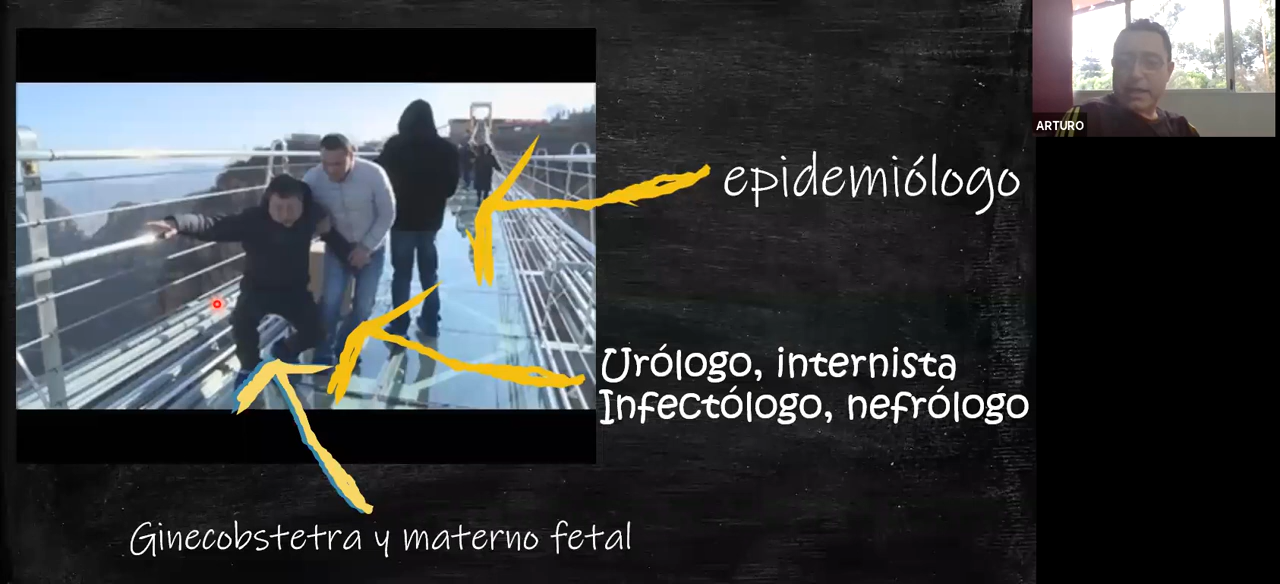 ARTURO
epidemiólogo
Urólogo, internista
Infectólogo, nefrólogo
Ginecobstetra y materno fetal